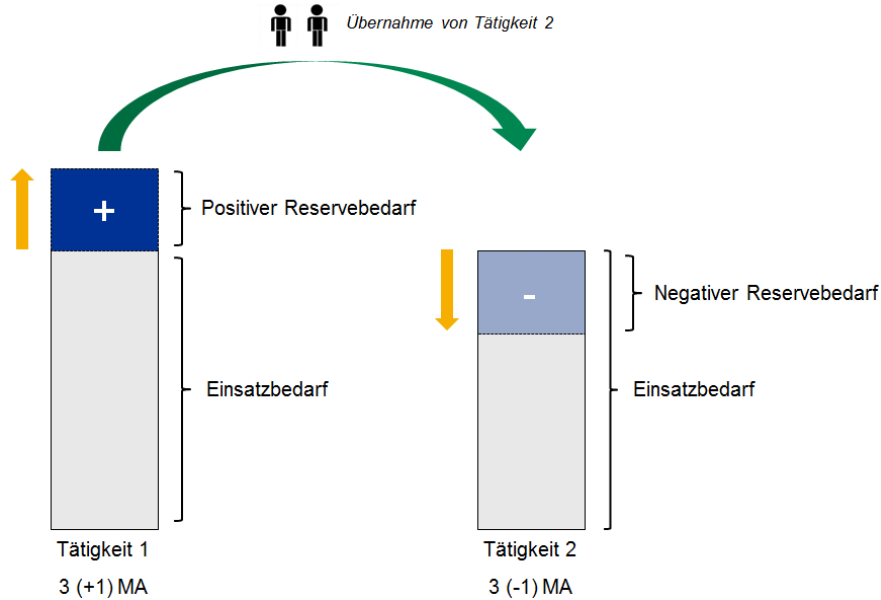 Übernahme von Tätigkeit 2
+
Positiver Reservebedarf
-
Negativer Reservebedarf
Einsatzbedarf
Einsatzbedarf
Tätigkeit 1
Tätigkeit 2
3 (+1) MA
3 (-1) MA